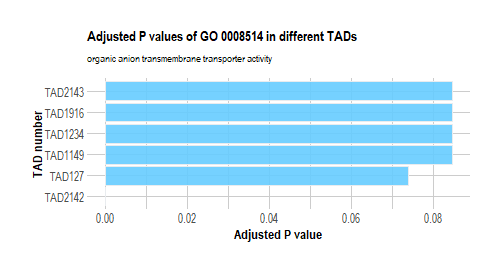 Adjusted P values of GO 0008514 in different TADs
organic anion transmembrane transporter activity
TAD number
TAD2143
TAD1916
TAD1234
TAD1149
TAD127
TAD2142
0.00 0.02 0.04 0.06 0.08
Adjusted P value